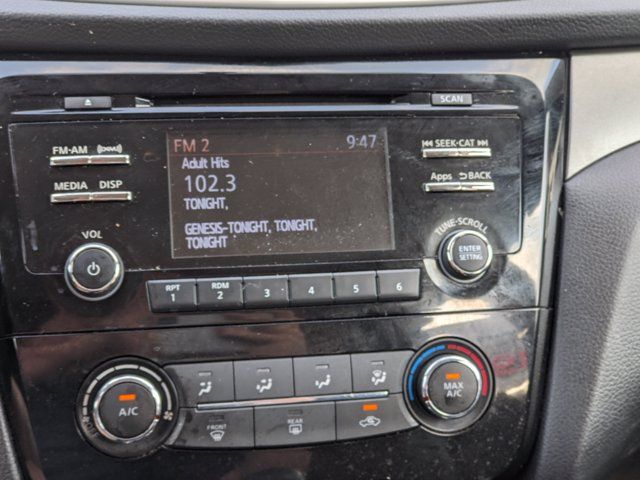 SCAN
FM·AM ((SXM))
SEEK·CAT
MEDIA DISP
Apps BACK
FM 2 9:47
Adult Hits
102.3
TONIGHT,
GENESIS-TONIGHT, TONIGHT,
TONIGHT
VOL
TUNE·SCROLL
ENTER
SETTING
RPT
1
RDM
2
3
4
5
6
A/C
MAX
A/C
FRONT
REAR